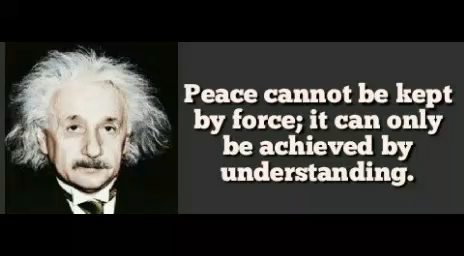 Peace cannot be kept
by force; it can only
be achieved by
understanding.